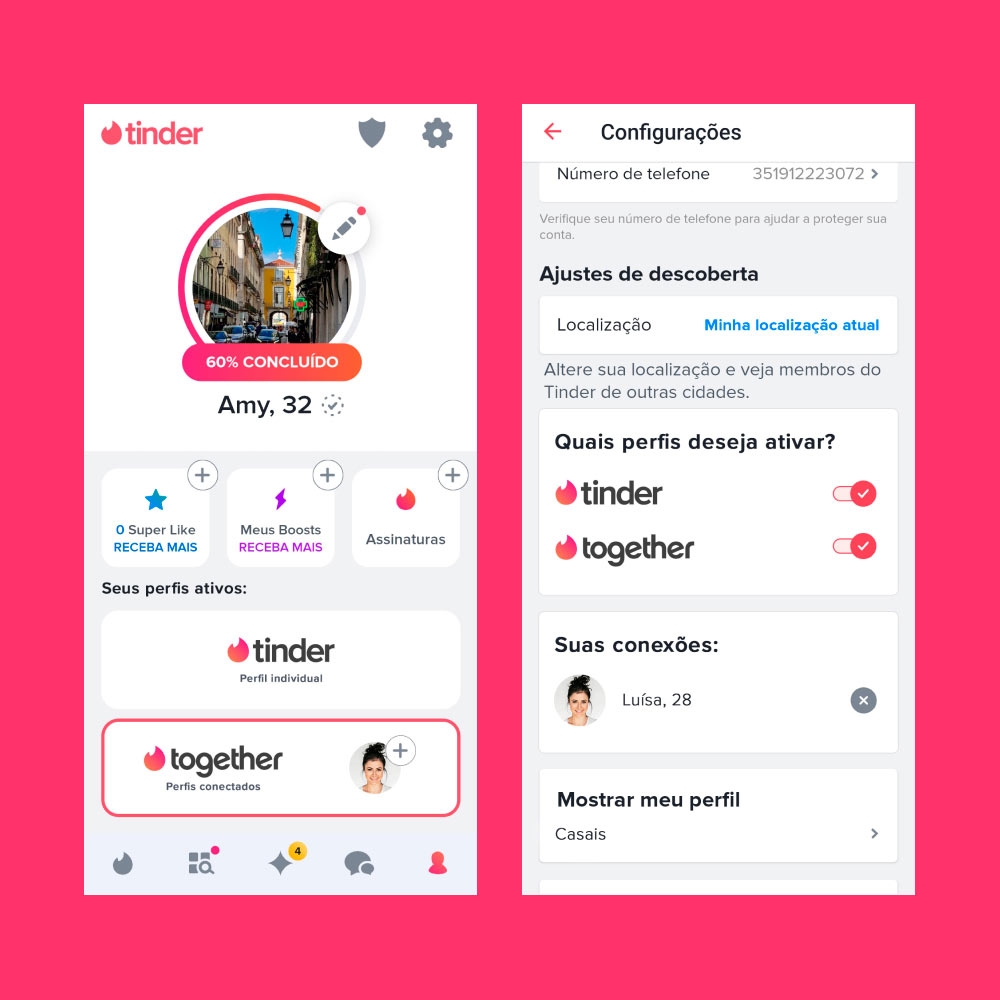 tinder
60% CONCLUÍDO
Amy, 32
0 Super Like
RECEBA MAIS
Meus Boosts
RECEBA MAIS
Assinaturas
Seus perfis ativos:
tinder
Perfil individual
together
Perfis conectados
4
Configurações
Número de telefone 351912223072
Verifique seu número de telefone para ajudar a proteger sua
conta.
Ajustes de descoberta
Localização Minha localização atual
Altere sua localização e veja membros do
Tinder de outras cidades.
Quais perfis deseja ativar?
tinder
together
Suas conexões:
Luísa, 28
Mostrar meu perfil
Casais